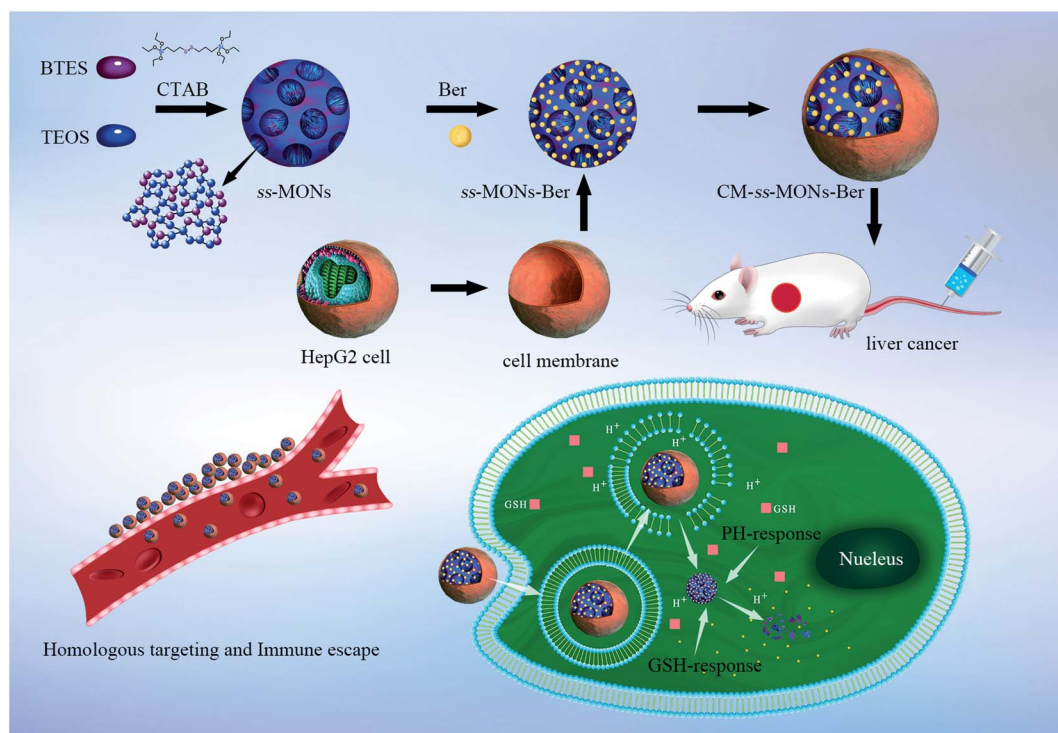 BTES
CTAB
TEOS
ss-MONs
Ber
ss-MONs-Ber
CM-ss-MONs-Ber
HepG2 cell
cell membrane
liver cancer
H+
H+
H+
H+
GSH
GSH
PH-response
Nueleus
H+
H+
GSH-response
Homologous targeting and Immune escape